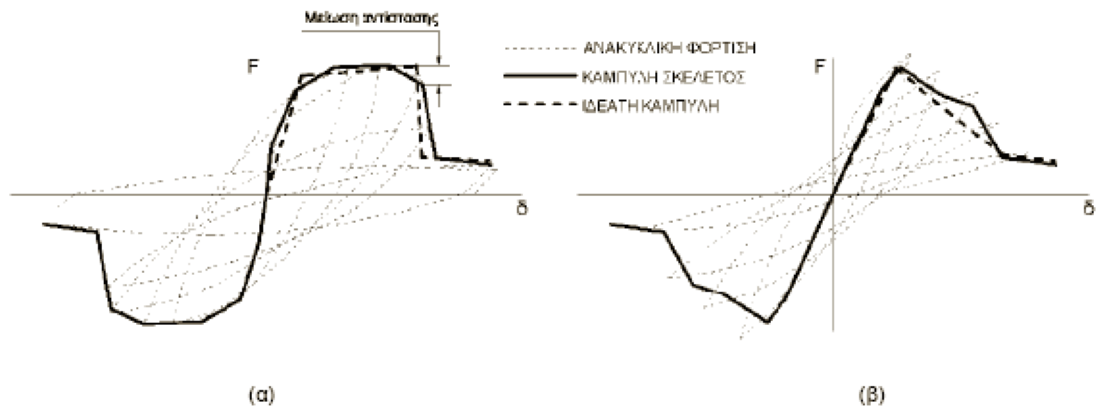 Μείωση αντίστασης
F
ΑΝΑΚΥΚΛΙΚΗ ΦΟΡΤΙΣΗ
ΚΑΜΠΥΛΗ ΣΚΕΛΕΤΟΣ
ΙΔΕΑΤΗ ΚΑΜΠΥΛΗ
F
δ
δ
(α)
(β)